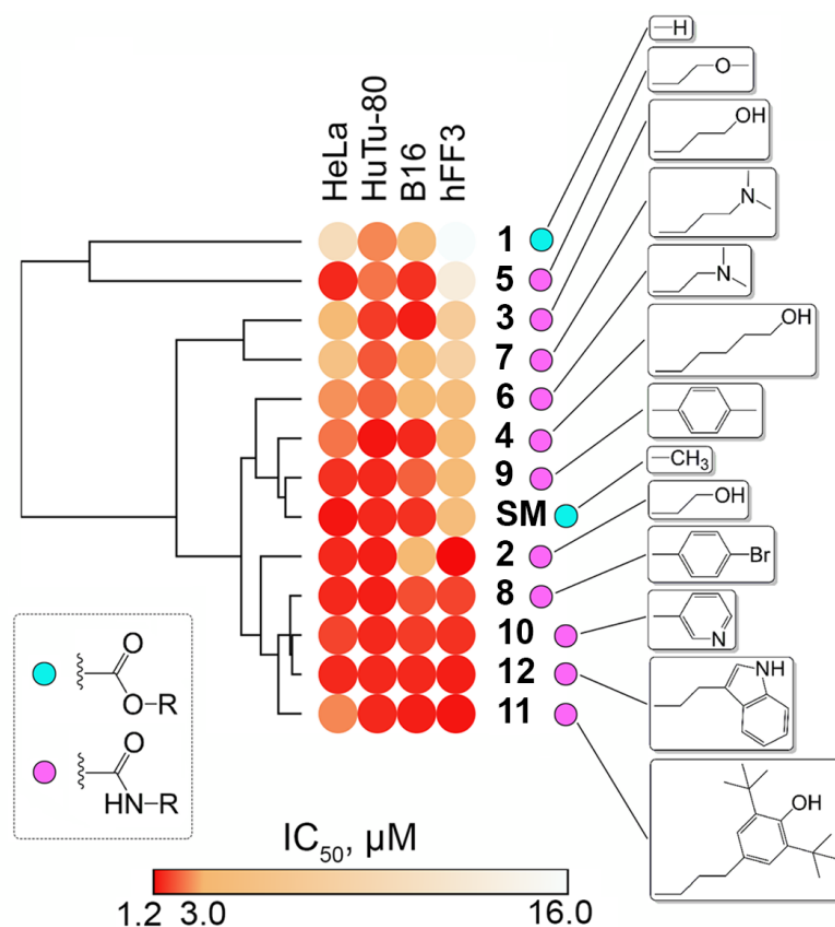 HeLa
HuTu-80
B16
hFF3
1
5
3
7
6
4
9
SM
2
8
10
12
11
H
O
OH
N
N
OH
CH₃
OH
Br
N
NH
OH
O
O–R
O
HN–R
IC₅₀, μM
1.2 3.0 16.0